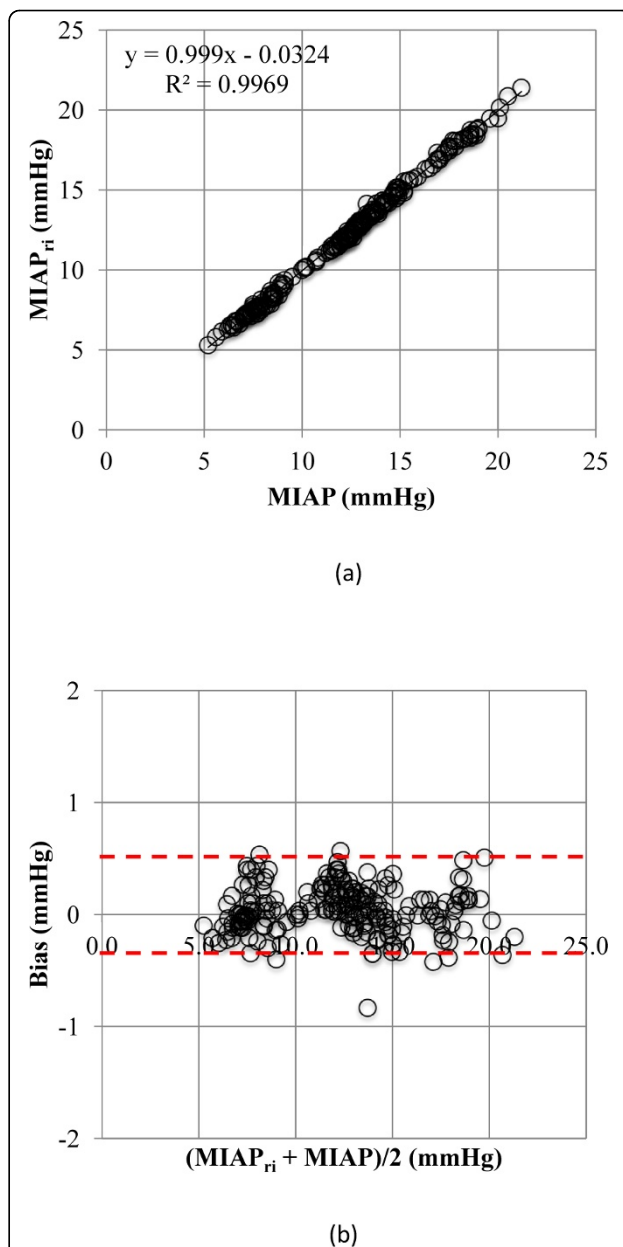 25
y = 0.999x - 0.0324
R² = 0.9969
20
15
10
5
0
MIAPri (mmHg)
0 5 10 15 20 25
MIAP (mmHg)
(a)
2
1
0
-1
-2
Bias (mmHg)
0.0 5.0 10.0 15.0 20.0 25.0
(MIAPri + MIAP)/2 (mmHg)
(b)